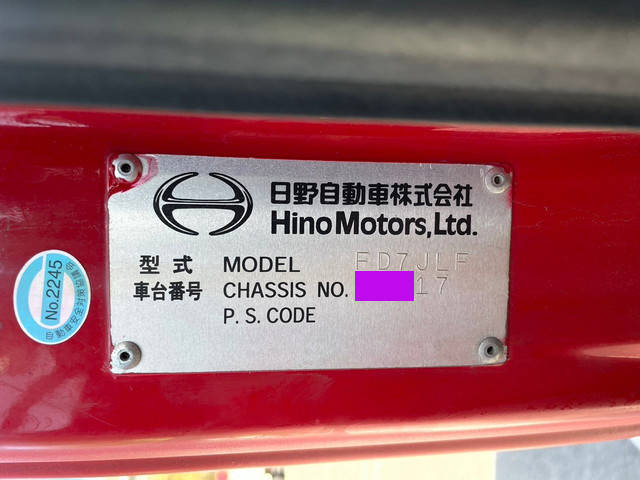 日野自動車株式会社
Hino Motors, Ltd.
型式 MODEL FD7JLF
車台番号 CHASSIS NO. 17
P. S. CODE
No.2245